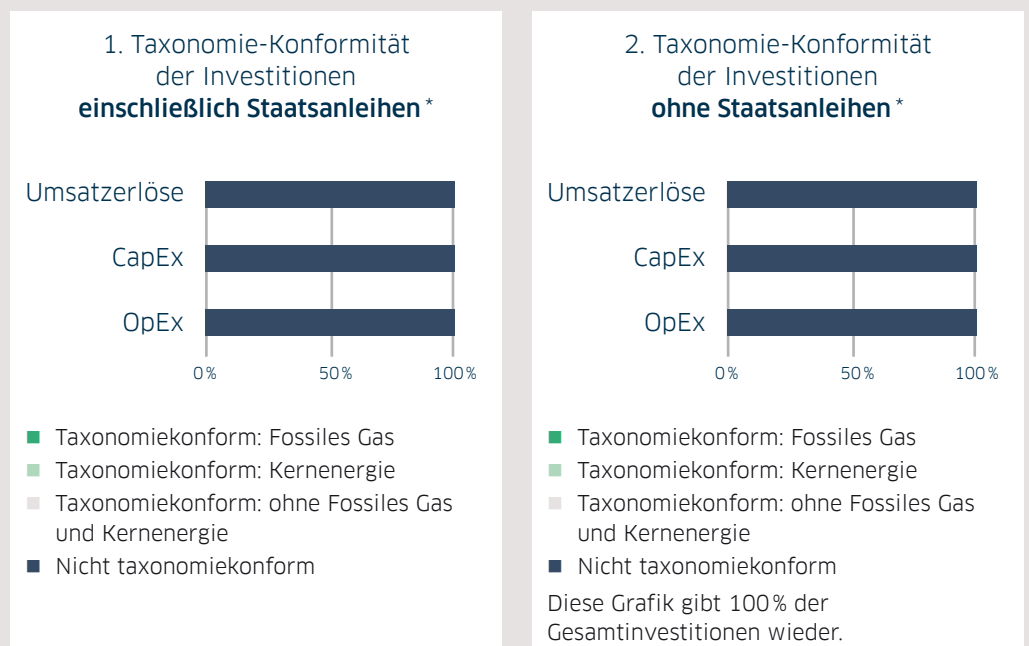 1. Taxonomie-Konformität
der Investitionen
einschließlich Staatsanleihen *
Umsatzerlöse
CapEx
OpEx
0 % 50 % 100 %
Taxonomiekonform: Fossiles Gas
Taxonomiekonform: Kernenergie
Taxonomiekonform: ohne Fossiles Gas
und Kernenergie
Nicht taxonomiekonform
2. Taxonomie-Konformität
der Investitionen
ohne Staatsanleihen *
Umsatzerlöse
CapEx
OpEx
0 % 50 % 100 %
Taxonomiekonform: Fossiles Gas
Taxonomiekonform: Kernenergie
Taxonomiekonform: ohne Fossiles Gas
und Kernenergie
Nicht taxonomiekonform
Diese Grafik gibt 100 % der
Gesamtinvestitionen wieder.